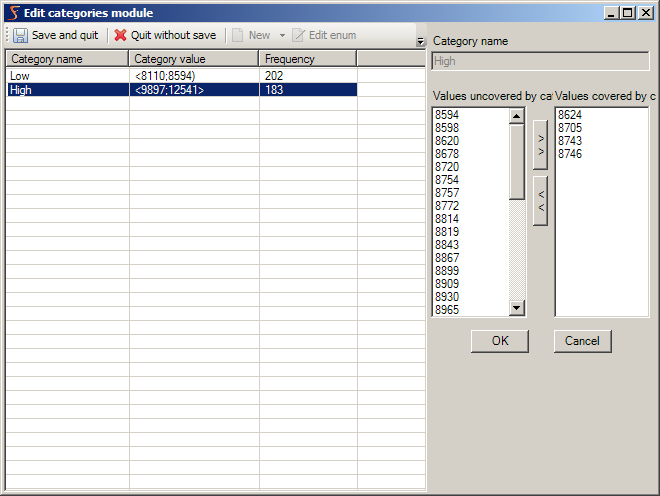 Edit categories module
Save and quit Quit without save New Edit enum
Category name Category value Frequency
Low <8110;8594) 202
High <9897;12541> 183
Category name
High
Values uncovered by ca Values covered by c
8594
8598
8620
8678
8720
8754
8757
8772
8814
8819
8843
8867
8899
8909
8930
8965
>
>
<
<
8624
8705
8743
8746
OK Cancel